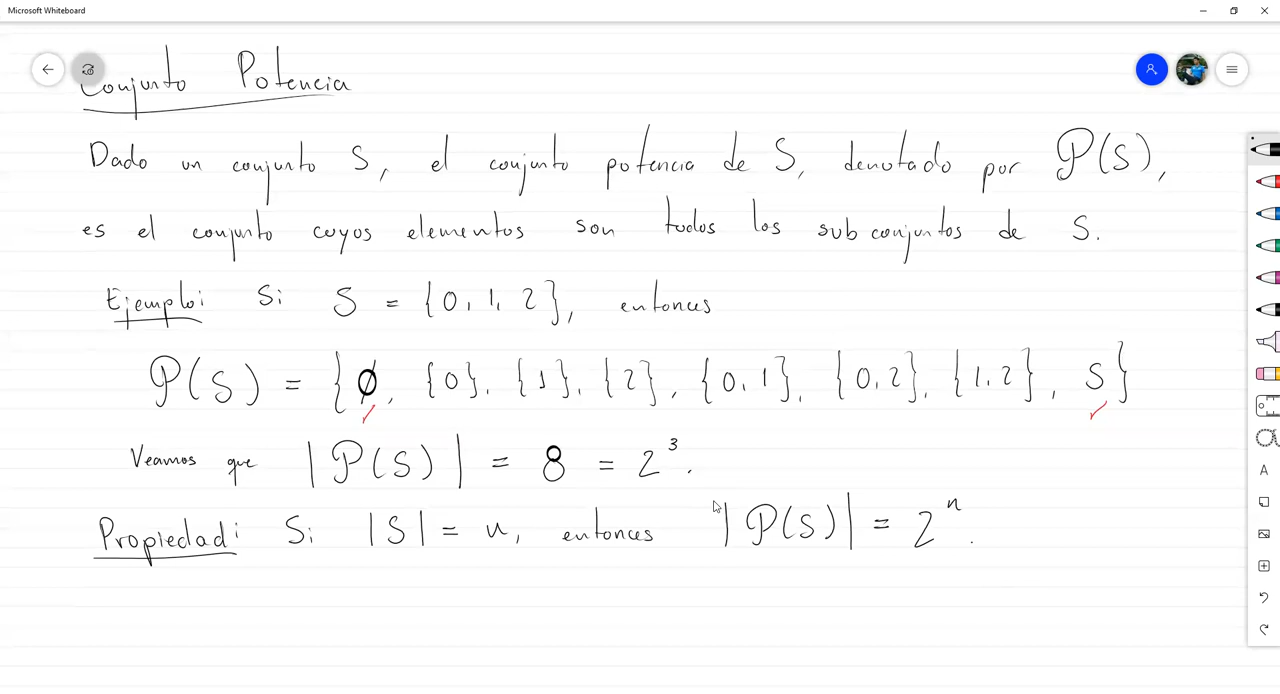 Microsoft Whiteboard
Conjunto Potencia
Dado un conjunto S, el conjunto potencia de S, denotado por P(S),
es el conjunto cuyos elementos son todos los subconjuntos de S.
Ejemplo: Si S = {0, 1, 2}, entonces
P(S) = {∅, {0}, {1}, {2}, {0,1}, {0,2}, {1,2}, S}
Veamos que |P(S)| = 8 = 2³.
Propiedad: Si |S| = n, entonces |P(S)| = 2ⁿ.
A